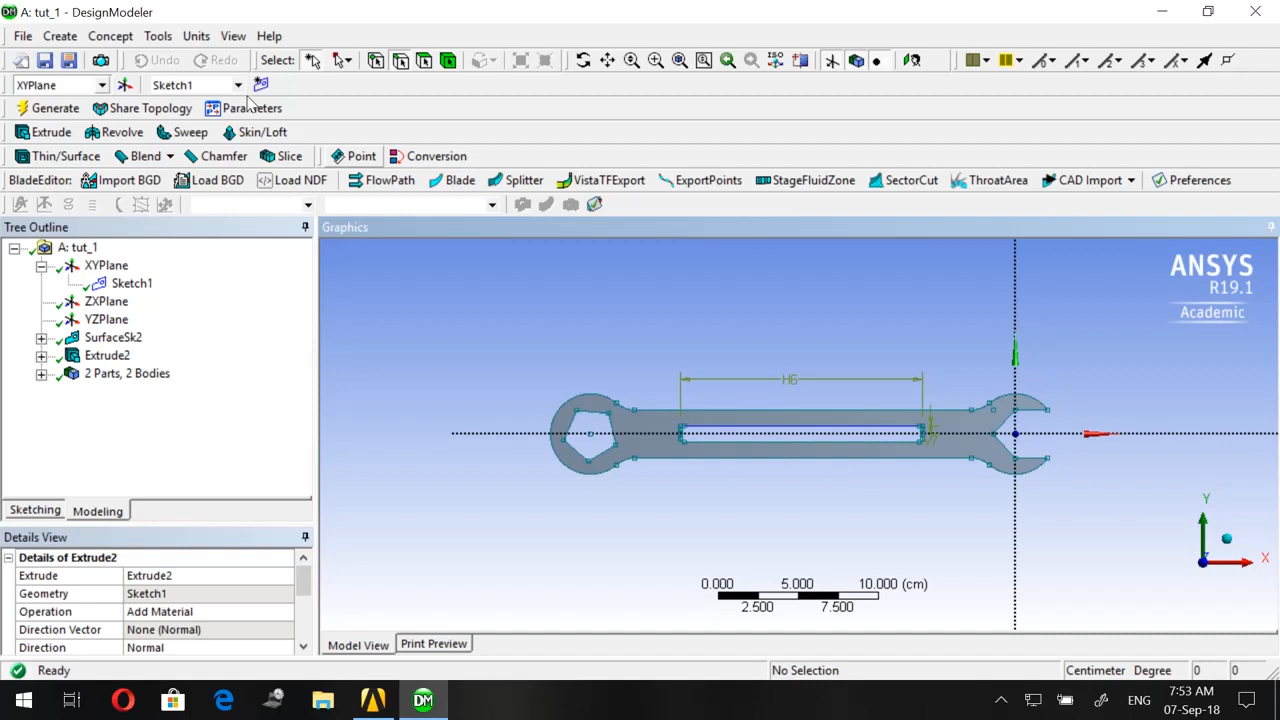 A: tut_1 - DesignModeler
File Create Concept Tools Units View Help
Undo Redo Select:
XYPlane Sketch1
Generate Share Topology Parameters
Extrude Revolve Sweep Skin/Loft
Thin/Surface Blend Chamfer Slice Point Conversion
BladeEditor: Import BGD Load BGD Load NDF FlowPath Blade Splitter VistaTFExport ExportPoints StageFluidZone SectorCut ThroatArea CAD Import Preferences
Tree Outline
Graphics
A: tut_1
XYPlane
Sketch1
ZXPlane
YZPlane
SurfaceSk2
Extrude2
2 Parts, 2 Bodies
ANSYS
R19.1
Academic
H6
Y
X
Z
0.000 5.000 10.000 (cm)
2.500 7.500
Sketching Modeling
Details View
Details of Extrude2
Extrude Extrude2
Geometry Sketch1
Operation Add Material
Direction Vector None (Normal)
Direction Normal
Model View Print Preview
Ready No Selection Centimeter Degree 0 0
DM ENG 7:53 AM
07-Sep-18